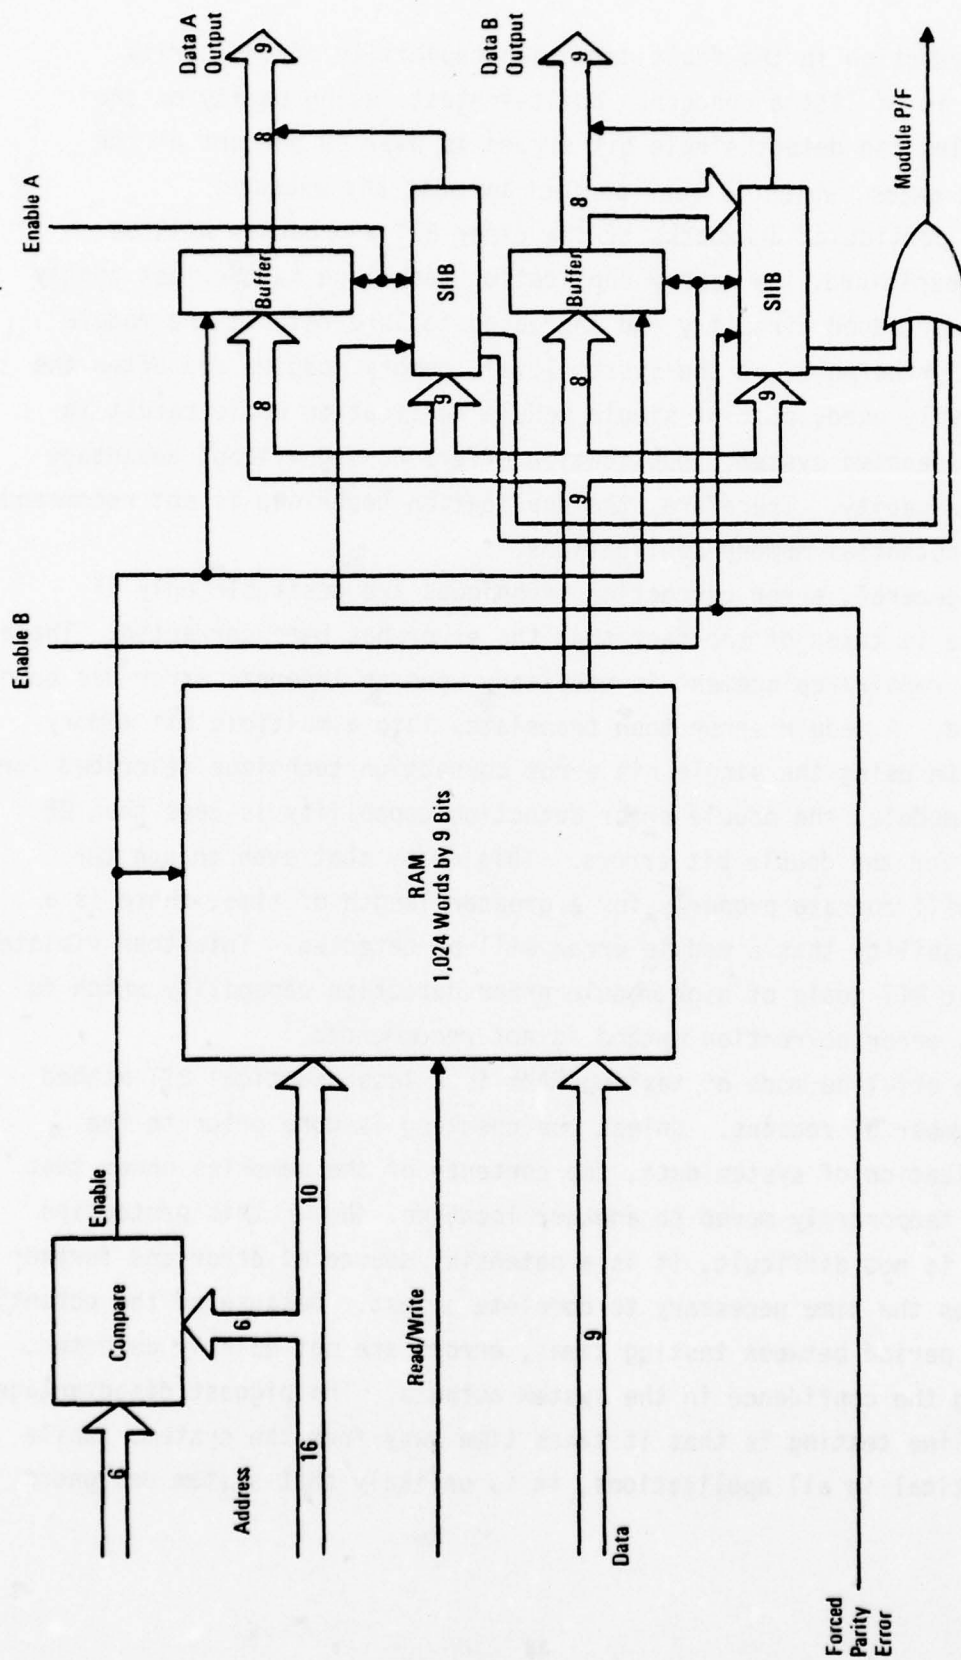 6
Compare
Enable
Enable B
Enable A
Data A
Output
9
8
Buffer
8
6
Address
16
10
SIIB
9
RAM
1,024 Words by 9 Bits
Read/Write
Data B
Output
9
8
Buffer
8
9
8
Data
9
SIIB
9
Forced
Parity
Error
Module P/F